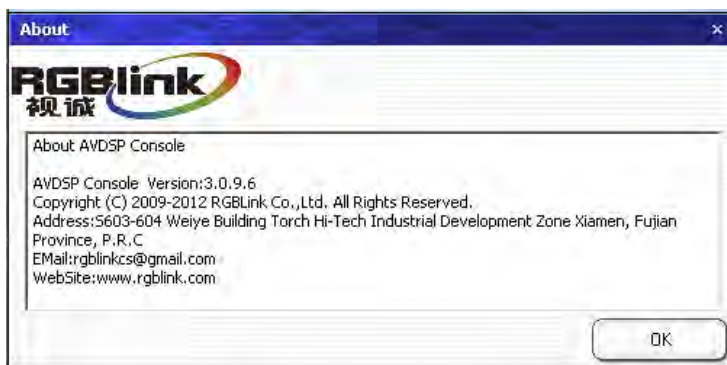 About
RGBlink
视诚
About AVDSP Console
AVDSP Console Version:3.0.9.6
Copyright (C) 2009-2012 RGBLink Co.,Ltd. All Rights Reserved.
Address:S603-604 Weiye Building Torch Hi-Tech Industrial Development Zone Xiamen, Fujian
Province, P.R.C
EMail:rgblinkcs@gmail.com
WebSite:www.rgblink.com
OK